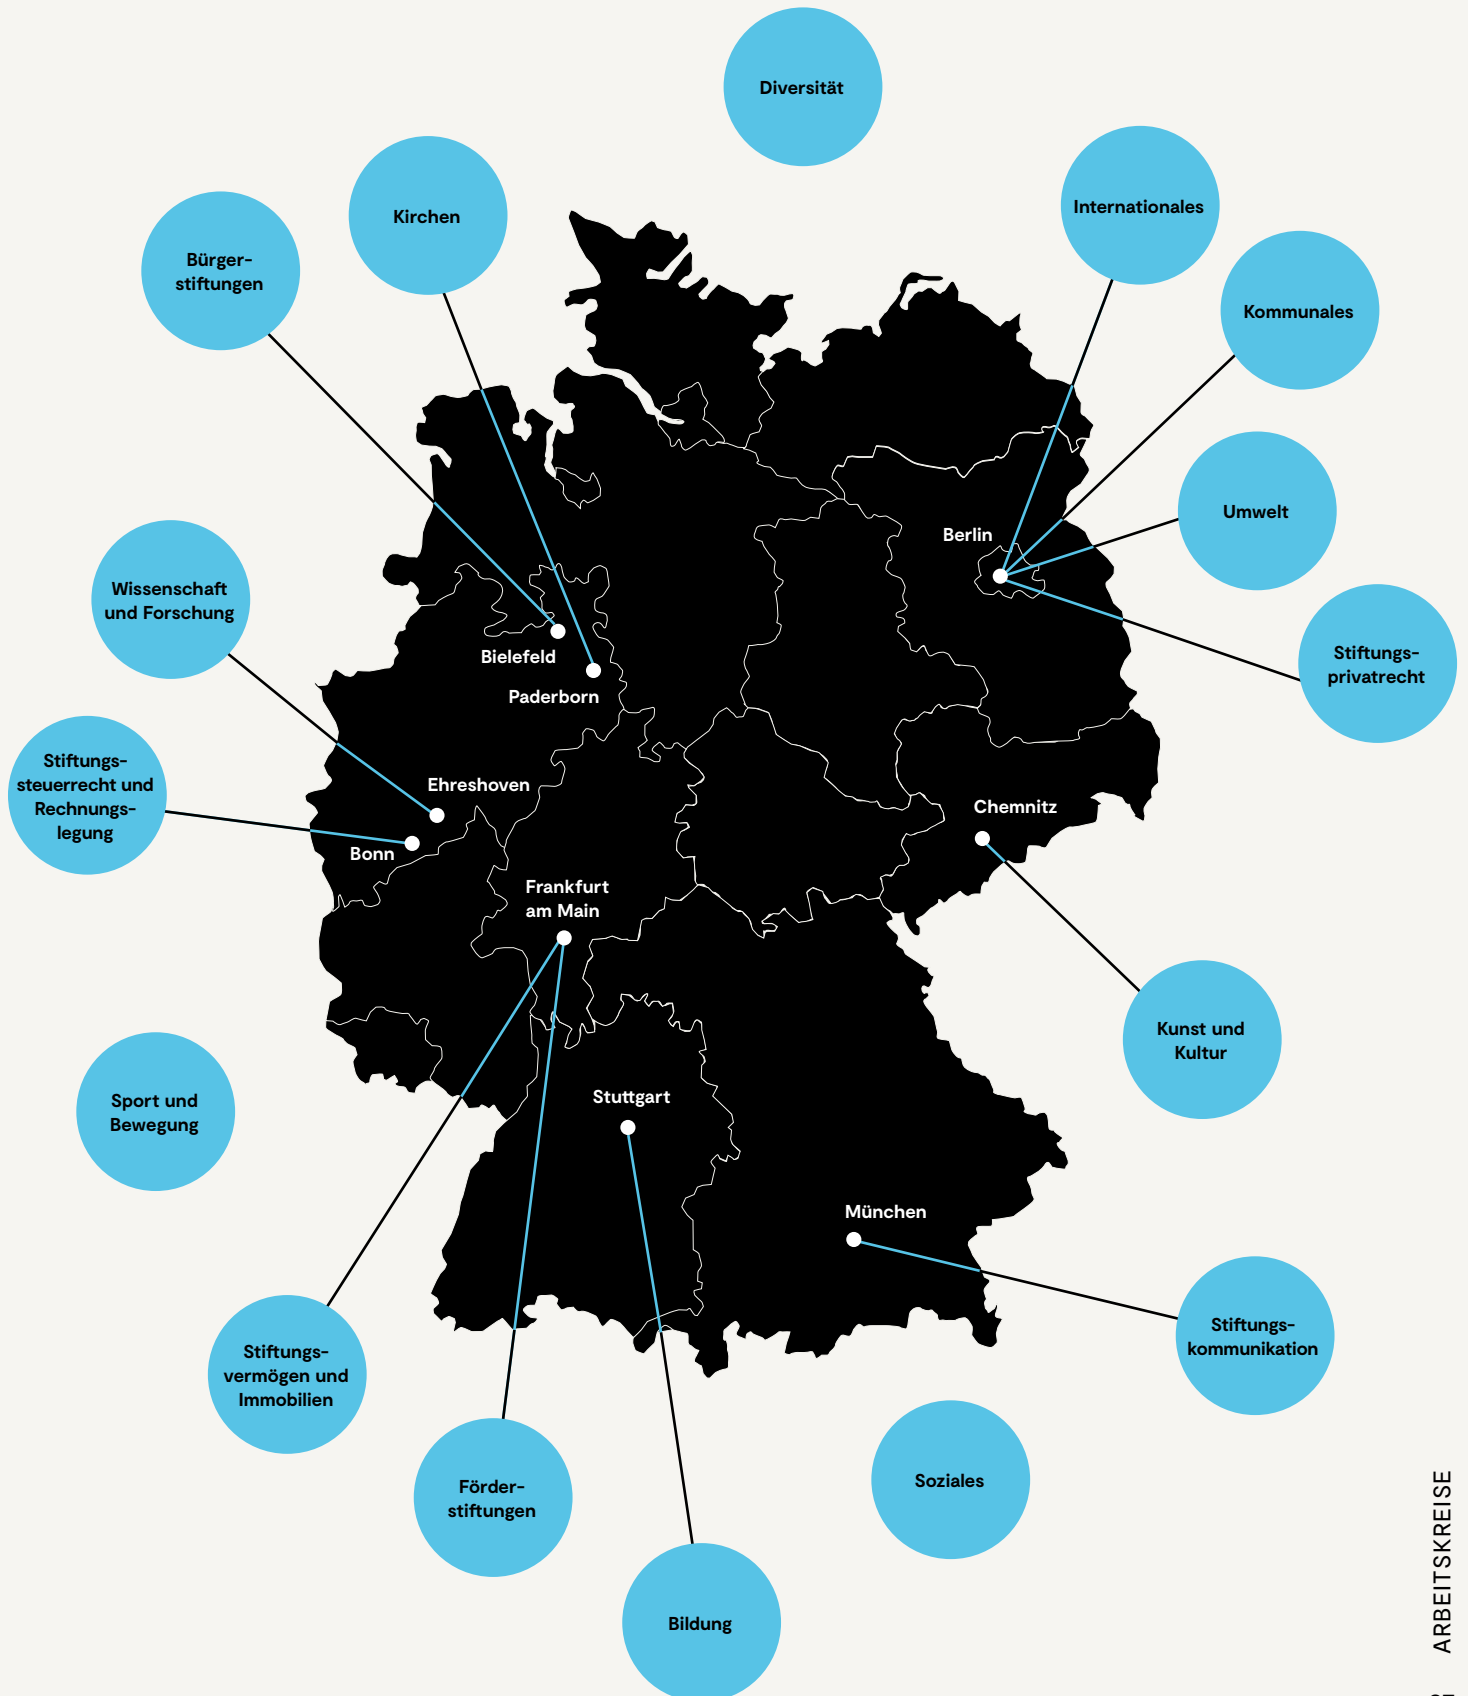 Diversität
Kirchen
Internationales
Bürger-
stiftungen
Kommunales
Umwelt
Berlin
Wissenschaft
und Forschung
Bielefeld
Paderborn
Stiftungs-
privatrecht
Stiftungs-
steuerrecht und
Rechnungs-
legung
Ehreshoven
Bonn
Chemnitz
Frankfurt
am Main
Kunst und
Kultur
Sport und
Bewegung
Stuttgart
München
Stiftungs-
kommunikation
Stiftungs-
vermögen und
Immobilien
Förder-
stiftungen
Soziales
Bildung
ARBEITSKREISE